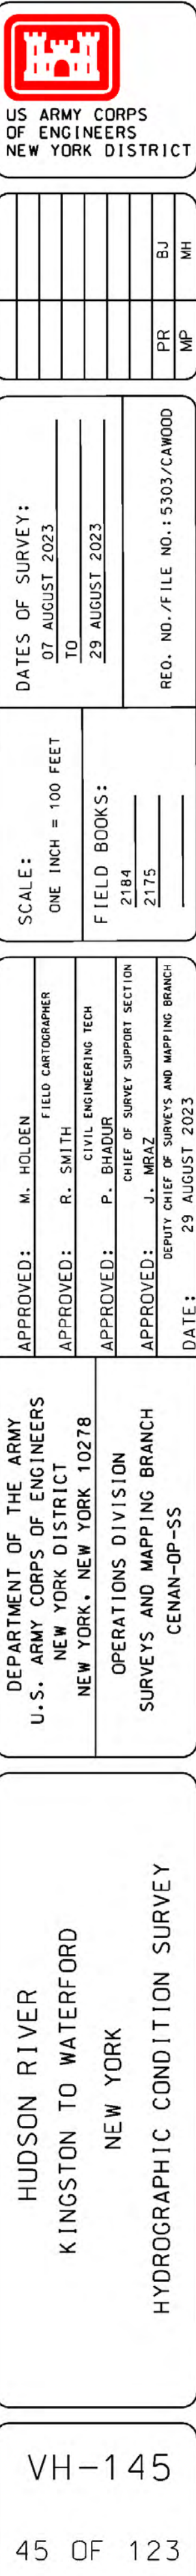 US ARMY CORPS
OF ENGINEERS
NEW YORK DISTRICT
PR BJ
MP MH
DATES OF SURVEY:
07 AUGUST 2023
TO
29 AUGUST 2023
REQ. NO./FILE NO.: 5303/CAWOOD
SCALE:
ONE INCH = 100 FEET
FIELD BOOKS:
2184
2175
APPROVED: M. HOLDEN
FIELD CARTOGRAPHER
APPROVED: R. SMITH
CIVIL ENGINEERING TECH
APPROVED: P. BHADUR
CHIEF OF SURVEY SUPPORT SECTION
APPROVED: J. MRAZ
DEPUTY CHIEF OF SURVEYS AND MAPPING BRANCH
DATE: 29 AUGUST 2023
DEPARTMENT OF THE ARMY
U.S. ARMY CORPS OF ENGINEERS
NEW YORK DISTRICT
NEW YORK, NEW YORK 10278
OPERATIONS DIVISION
SURVEYS AND MAPPING BRANCH
CENAN-OP-SS
HUDSON RIVER
KINGSTON TO WATERFORD
NEW YORK
HYDROGRAPHIC CONDITION SURVEY
VH-145
45 OF 123